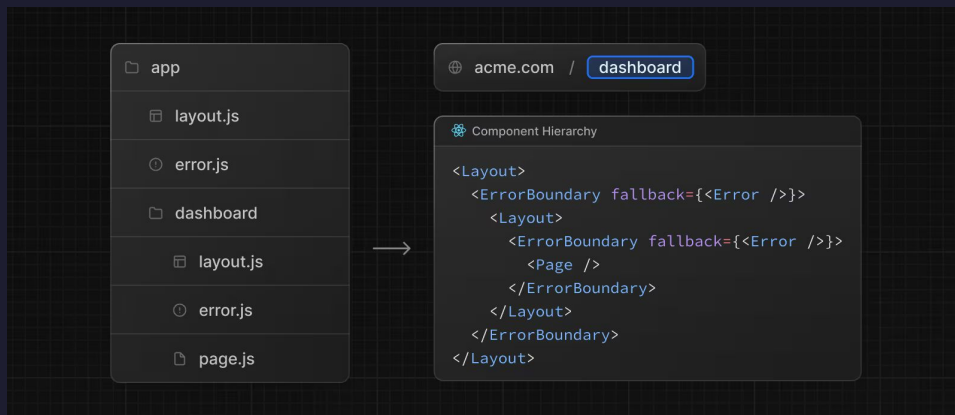 app
layout.js
error.js
dashboard
layout.js
error.js
page.js
acme.com / dashboard
Component Hierarchy
<Layout>
  <ErrorBoundary fallback={<Error />}>
    <Layout>
      <ErrorBoundary fallback={<Error />}>
        <Page />
      </ErrorBoundary>
    </Layout>
  </ErrorBoundary>
</Layout>